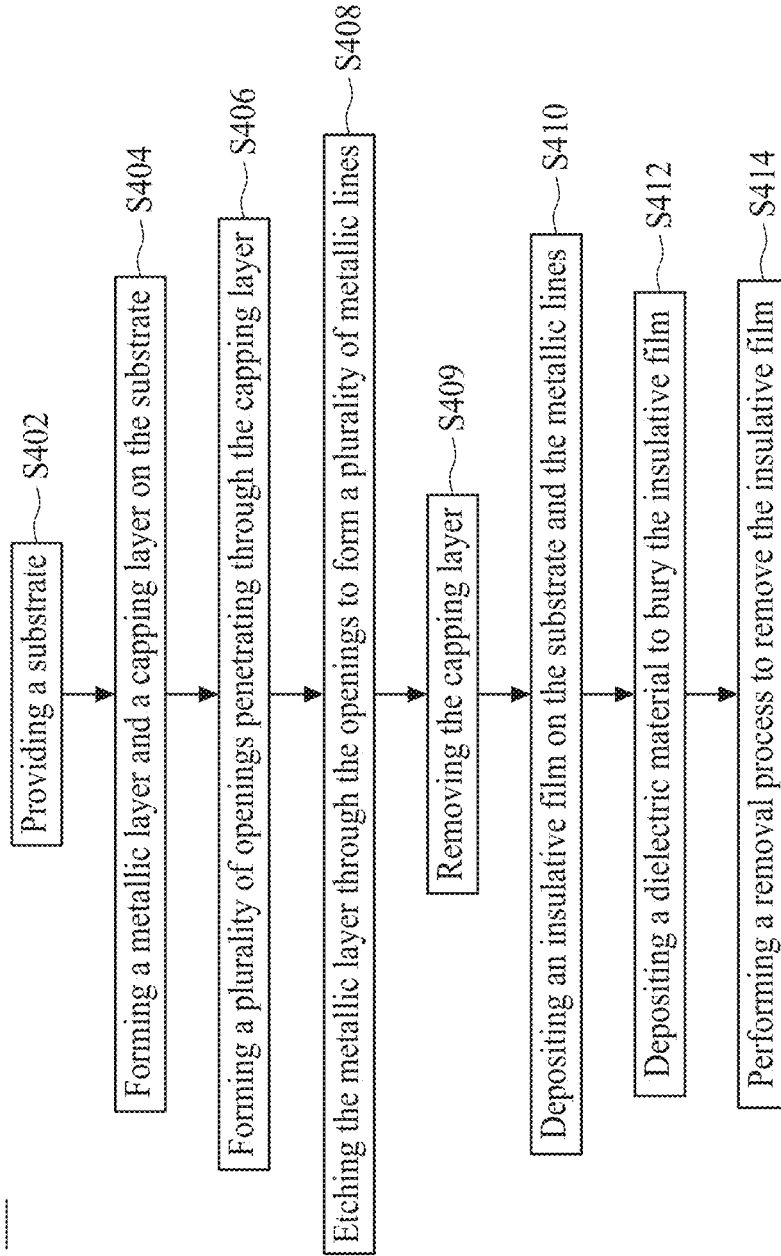 Providing a substrate S402
Forming a metallic layer and a capping layer on the substrate S404
Forming a plurality of openings penetrating through the capping layer S406
Etching the metallic layer through the openings to form a plurality of metallic lines S408
Removing the capping layer S409
Depositing an insulative film on the substrate and the metallic lines S410
Depositing a dielectric material to bury the insulative film S412
Performing a removal process to remove the insulative film S414